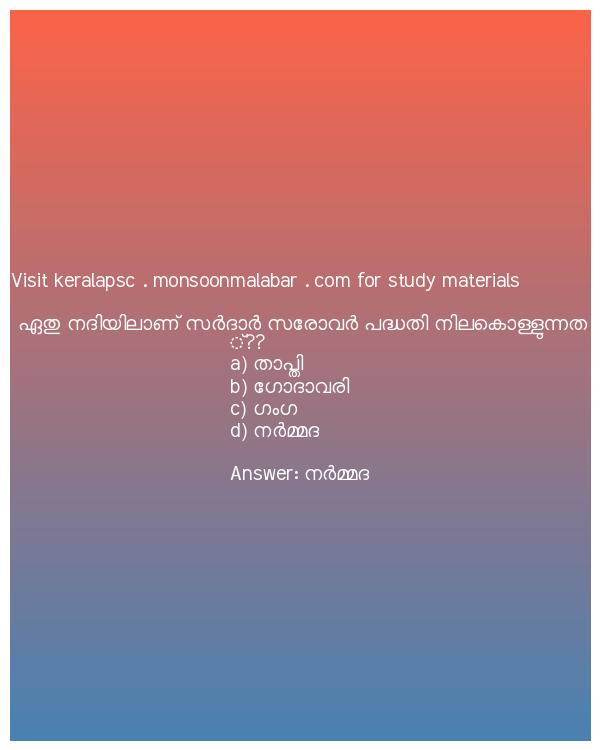 Visit keralapsc . monsoonmalabar . com for study materials
ഏതു നദിയിലാണ് സർദാർ സരോവർ പദ്ധതി നിലകൊള്ളുന്നത
്??
a) താപ്തി
b) ഗോദാവരി
c) ഗംഗ
d) നർമ്മദ
Answer: നർമ്മദ